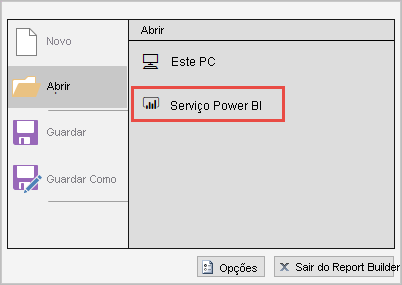 Novo
Abrir
Guardar
Guardar Como
Abrir
Este PC
Serviço Power BI
Opções
Sair do Report Builder